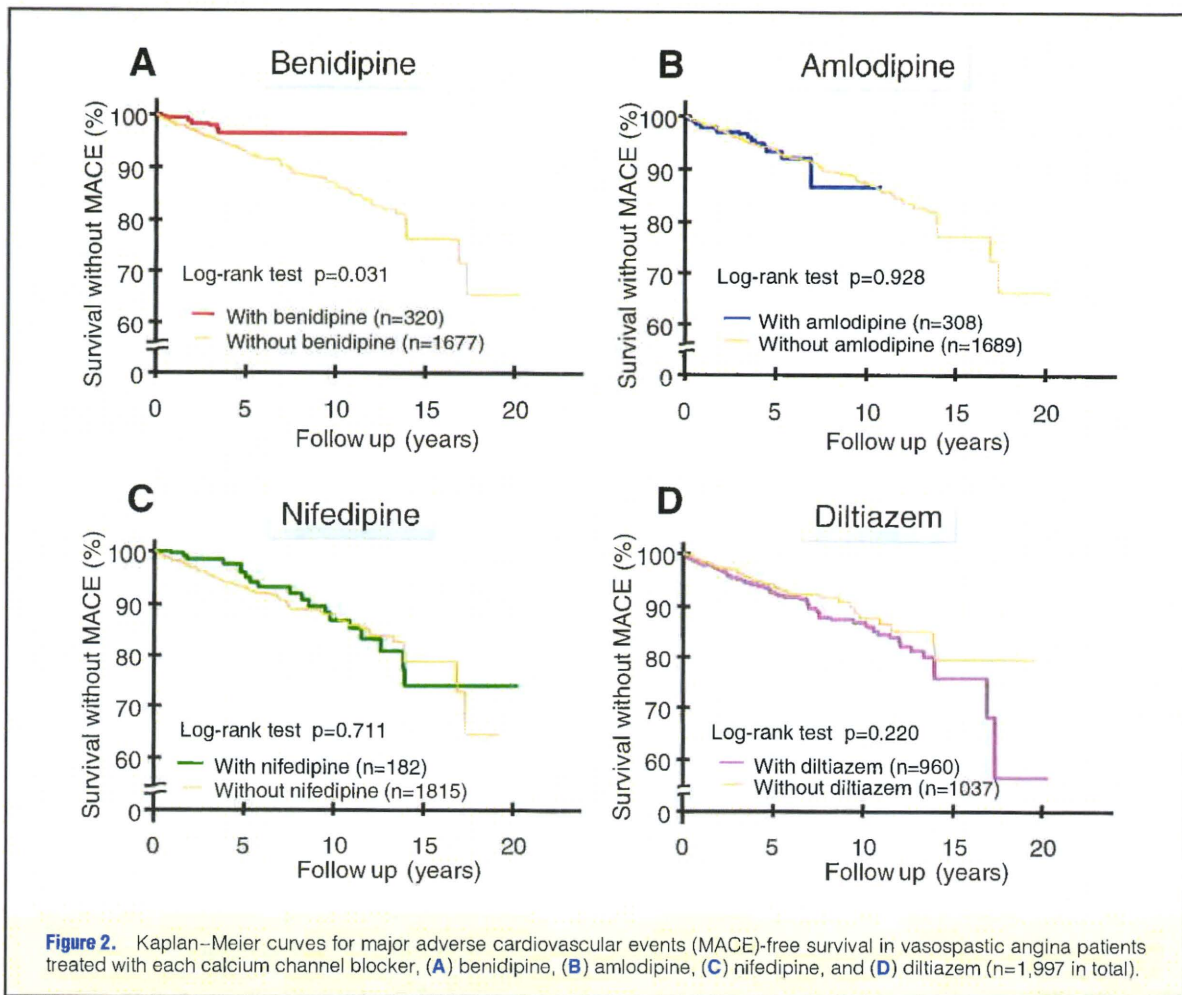 A
Benidipine
Survival without MACE (%)
100
90
80
70
60
0
Log-rank test p=0.031
With benidipine (n=320)
Without benidipine (n=1677)
0 5 10 15 20
Follow up (years)
B
Amlodipine
Survival without MACE (%)
100
90
80
70
60
0
Log-rank test p=0.928
With amlodipine (n=308)
Without amlodipine (n=1689)
0 5 10 15 20
Follow up (years)
C
Nifedipine
Survival without MACE (%)
100
90
80
70
60
0
Log-rank test p=0.711
With nifedipine (n=182)
Without nifedipine (n=1815)
0 5 10 15 20
Follow up (years)
D
Diltiazem
Survival without MACE (%)
100
90
80
70
60
0
Log-rank test p=0.220
With diltiazem (n=960)
Without diltiazem (n=1037)
0 5 10 15 20
Follow up (years)
Figure 2. Kaplan–Meier curves for major adverse cardiovascular events (MACE)-free survival in vasospastic angina patients
treated with each calcium channel blocker, (A) benidipine, (B) amlodipine, (C) nifedipine, and (D) diltiazem (n=1,997 in total).